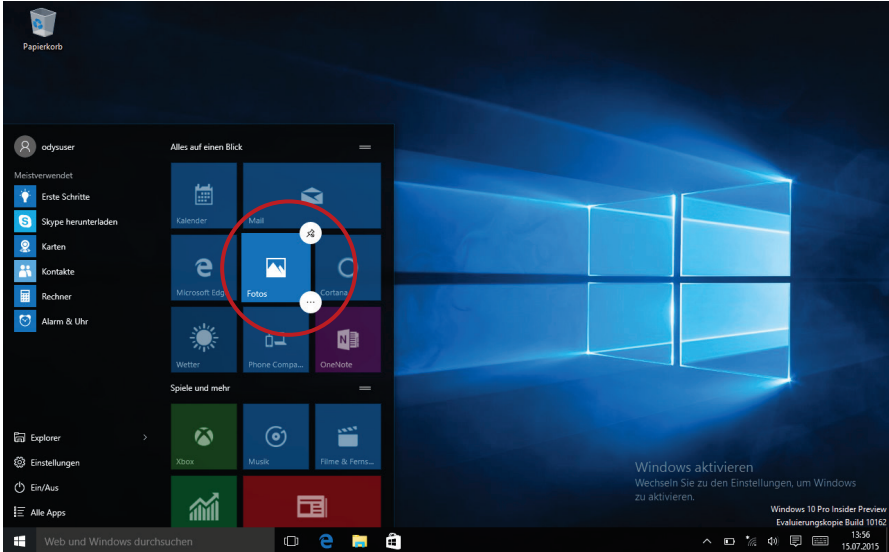 Papierkorb
odysuser
Meistverwendet
Erste Schritte
Skype herunterladen
Karten
Kontakte
Rechner
Alarm & Uhr
Explorer
Einstellungen
Ein/Aus
Alle Apps
Alles auf einen Blick
Kalender
Mail
Microsoft Edg
Fotos
Cortana
Wetter
Phone Compa...
OneNote
Spiele und mehr
Xbox
Musik
Filme & Ferns...
Windows aktivieren
Wechseln Sie zu den Einstellungen, um Windows
zu aktivieren.
Windows 10 Pro Insider Preview
Evaluierungskopie Build 10162
Web und Windows durchsuchen
13:56
15.07.2015